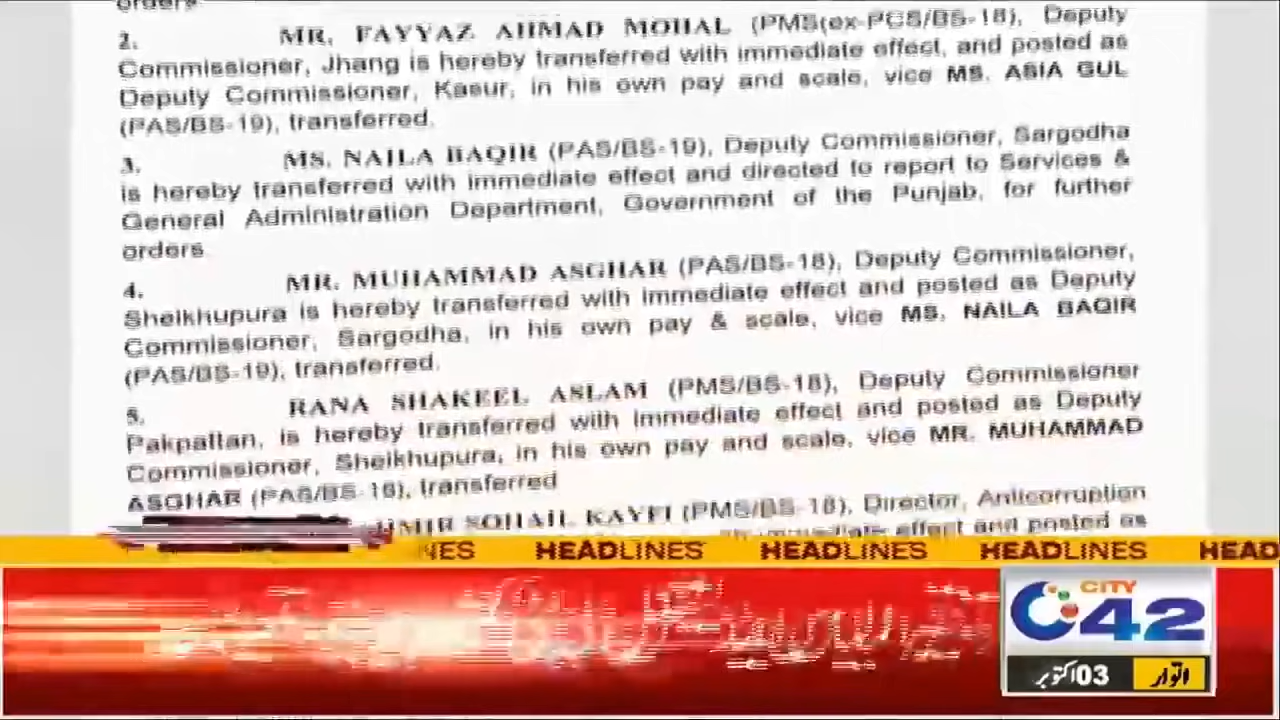 orders
2. MR. FAYYAZ AHMAD MOHAL (PMS(ex-PCS/BS-18), Deputy
Commissioner, Jhang is hereby transferred with immediate effect, and posted as
Deputy Commissioner, Kasur, in his own pay and scale, vice MS. ASIA GUL
(PAS/BS-19), transferred.
3. MS. NAILA BAQIR (PAS/BS-19), Deputy Commissioner, Sargodha
is hereby transferred with immediate effect and directed to report to Services &
General Administration Department, Government of the Punjab, for further
orders
4. MR. MUHAMMAD ASGHAR (PAS/BS-18), Deputy Commissioner,
Sheikhupura is hereby transferred with immediate effect and posted as Deputy
Commissioner, Sargodha, in his own pay & scale, vice MS. NAILA BAQIR
(PAS/BS-19), transferred.
5. RANA SHAKEEL ASLAM (PMS/BS-18), Deputy Commissioner
Pakpattan, is hereby transferred with immediate effect and posted as Deputy
Commissioner, Sheikhupura, in his own pay and scale, vice MR. MUHAMMAD
ASGHAR (PAS/BS-18), transferred
SOHAIL (PMS/BS-18), Director, Anticorruption
immediate effect and posted as
NES HEADLINES HEADLINES HEADLINES HEAD
CITY
42
03 اکتوبر اتوار